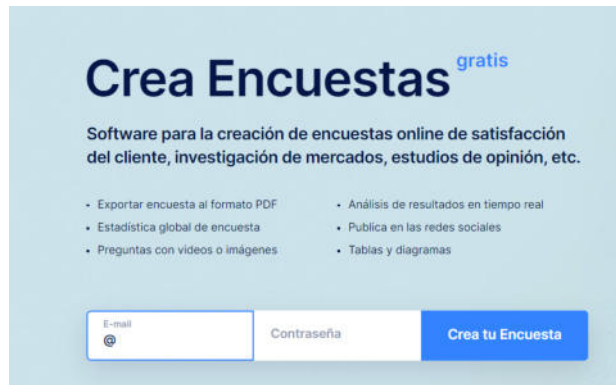 Crea Encuestas gratis
Software para la creación de encuestas online de satisfacción
del cliente, investigación de mercados, estudios de opinión, etc.
• Exportar encuesta al formato PDF
• Estadística global de encuesta
• Preguntas con videos o imágenes
• Análisis de resultados en tiempo real
• Publica en las redes sociales
• Tablas y diagramas
E-mail
@
Contraseña
Crea tu Encuesta